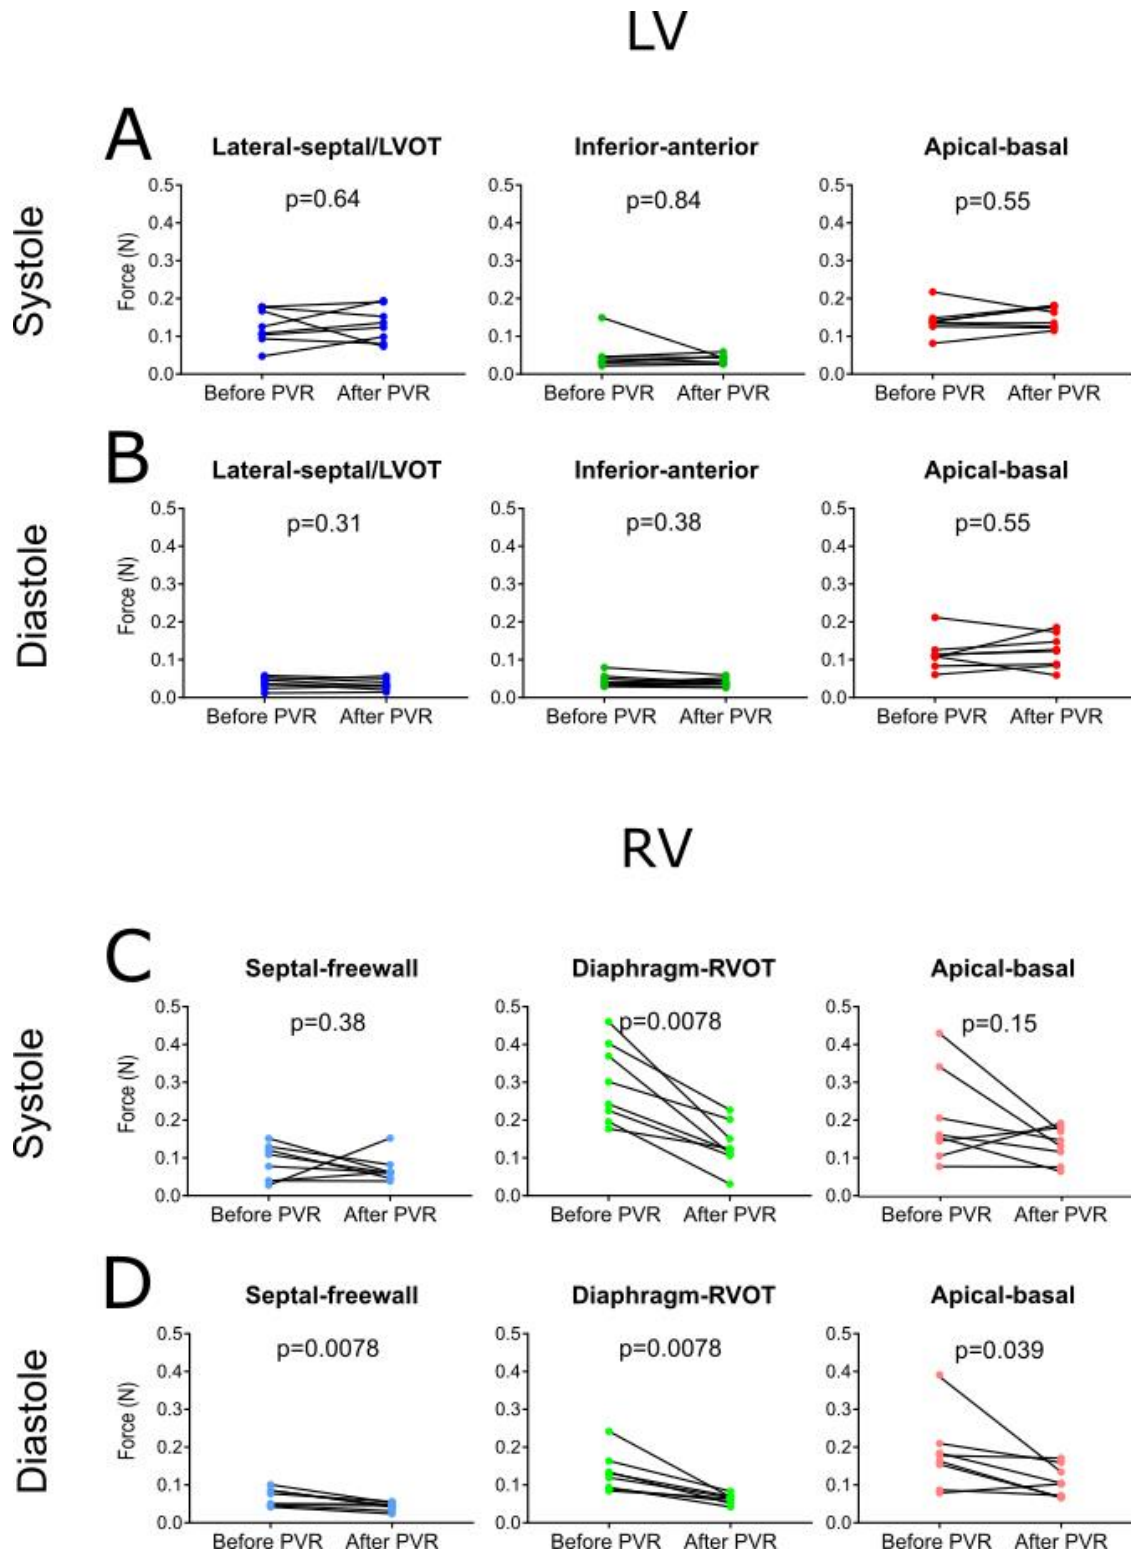 LV
A
Systole
Lateral-septal/LVOT Inferior-anterior Apical-basal
p=0.64 p=0.84 p=0.55
Force (N)
0.5 0.5 0.5
0.4 0.4 0.4
0.3 0.3 0.3
0.2 0.2 0.2
0.1 0.1 0.1
0.0 0.0 0.0
Before PVR After PVR Before PVR After PVR Before PVR After PVR
B
Diastole
Lateral-septal/LVOT Inferior-anterior Apical-basal
p=0.31 p=0.38 p=0.55
Force (N)
0.5 0.5 0.5
0.4 0.4 0.4
0.3 0.3 0.3
0.2 0.2 0.2
0.1 0.1 0.1
0.0 0.0 0.0
Before PVR After PVR Before PVR After PVR Before PVR After PVR
RV
C
Systole
Septal-freewall Diaphragm-RVOT Apical-basal
p=0.38 p=0.0078 p=0.15
Force (N)
0.5 0.5 0.5
0.4 0.4 0.4
0.3 0.3 0.3
0.2 0.2 0.2
0.1 0.1 0.1
0.0 0.0 0.0
Before PVR After PVR Before PVR After PVR Before PVR After PVR
D
Diastole
Septal-freewall Diaphragm-RVOT Apical-basal
p=0.0078 p=0.0078 p=0.039
Force (N)
0.5 0.5 0.5
0.4 0.4 0.4
0.3 0.3 0.3
0.2 0.2 0.2
0.1 0.1 0.1
0.0 0.0 0.0
Before PVR After PVR Before PVR After PVR Before PVR After PVR